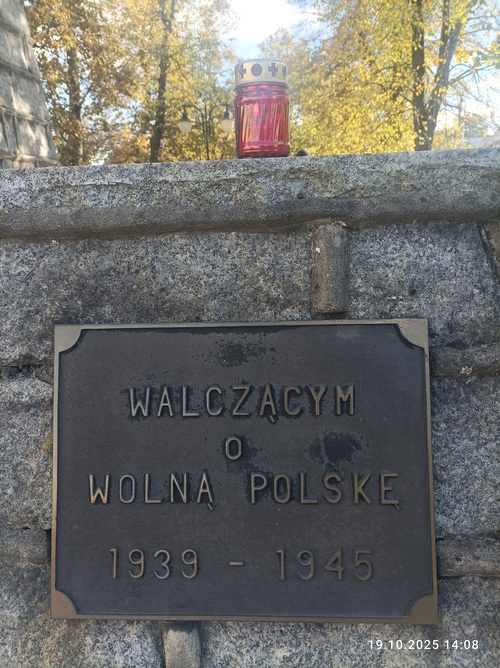 WALCZĄCYM
O
WOLNĄ POLSKĘ
1939 - 1945
19.10.2025 14:08